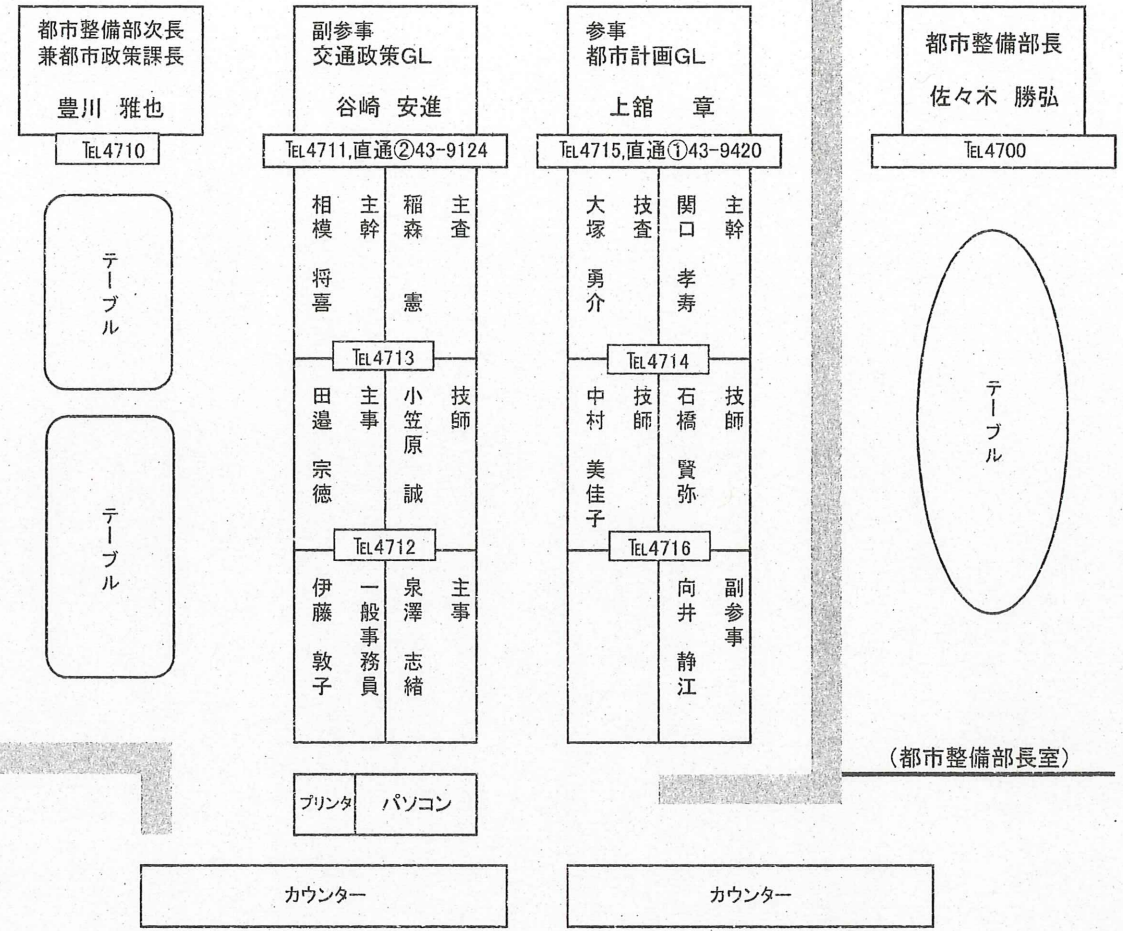 都市整備部次長
兼都市政策課長
豊川 雅也
TEL4710
テーブル
テーブル
副参事
交通政策GL
谷崎 安進
TEL4711,直通②43-9124
主査
稲森 憲
主幹
相模 将喜
TEL4713
技師
小笠原 誠
主事
田邉 宗徳
TEL4712
主事
泉澤 志緒
一般事務員
伊藤 敦子
プリンタ
パソコン
カウンター
参事
都市計画GL
上舘 章
TEL4715,直通①43-9420
主幹
関口 孝寿
技査
大塚 勇介
TEL4714
技師
石橋 賢弥
技師
中村 美佳子
TEL4716
副参事
向井 静江
カウンター
都市整備部長
佐々木 勝弘
TEL4700
テーブル
(都市整備部長室)